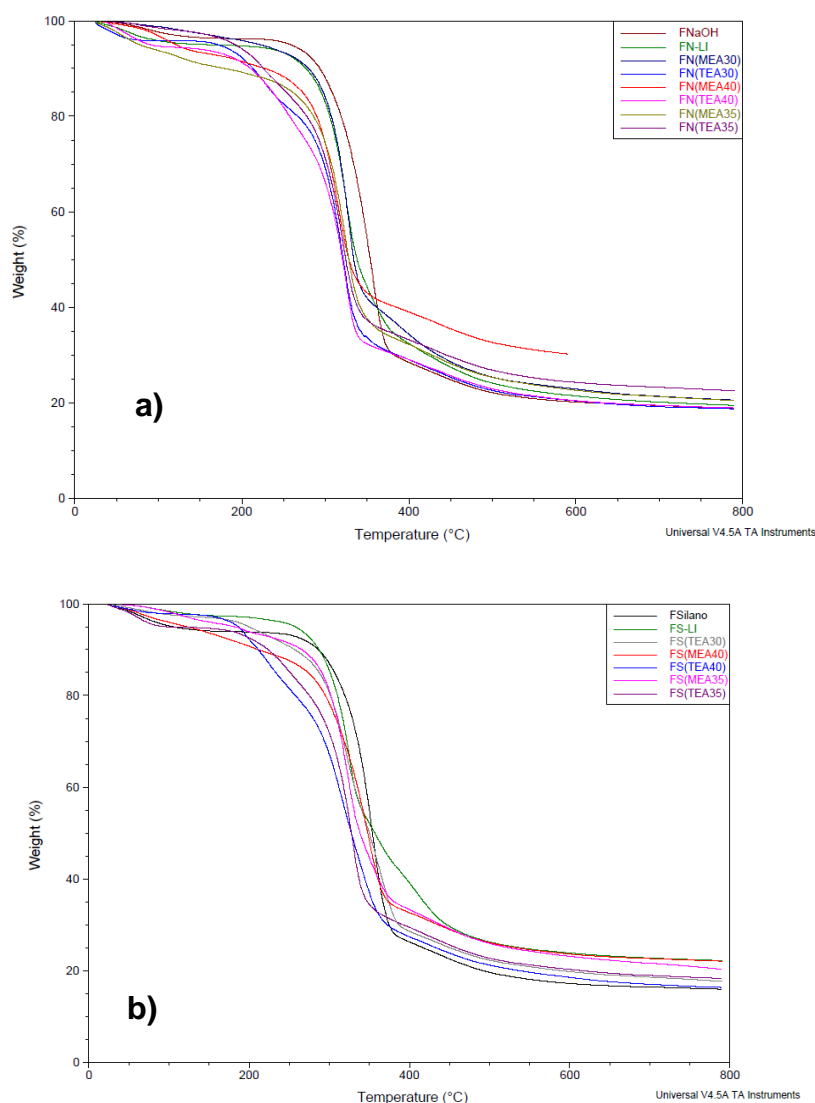 FNaOH
FN-LI
FN(MEA30)
FN(TEA30)
FN(MEA40)
FN(TEA40)
FN(MEA35)
FN(TEA35)
100
80
60
40
20
0
Weight (%)
a)
0
200
400
600
800
Temperature (°C)
Universal V4.5A TA Instruments
FSilano
FS-LI
FS(TEA30)
FS(MEA40)
FS(TEA40)
FS(MEA35)
FS(TEA35)
100
80
60
40
20
0
Weight (%)
b)
0
200
400
600
800
Temperature (°C)
Universal V4.5A TA Instruments